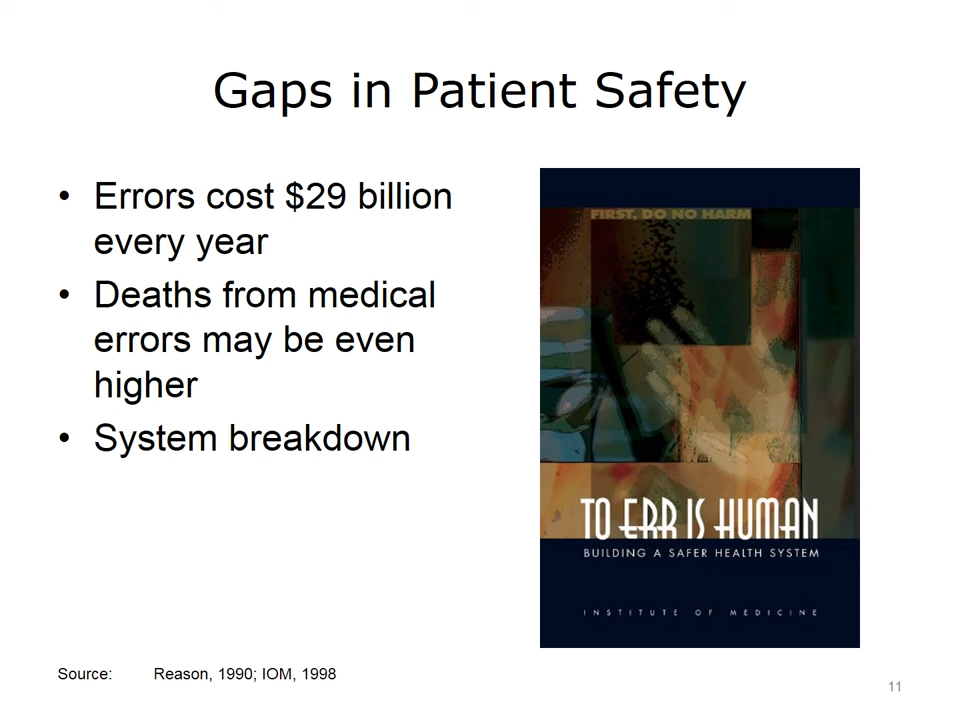 Gaps in Patient Safety
• Errors cost $29 billion
every year
• Deaths from medical
errors may be even
higher
• System breakdown
FIRST, DO NO HARM
TO ERR IS HUMAN
BUILDING A SAFER HEALTH SYSTEM
INSTITUTE OF MEDICINE
Source: Reason, 1990; IOM, 1998
11